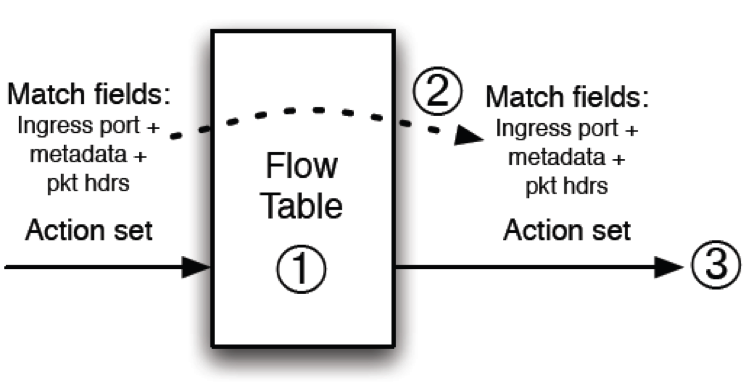 Match fields:
Ingress port +
metadata +
pkt hdrs
Action set
Flow
Table
①
②
Match fields:
Ingress port +
metadata +
pkt hdrs
Action set
③